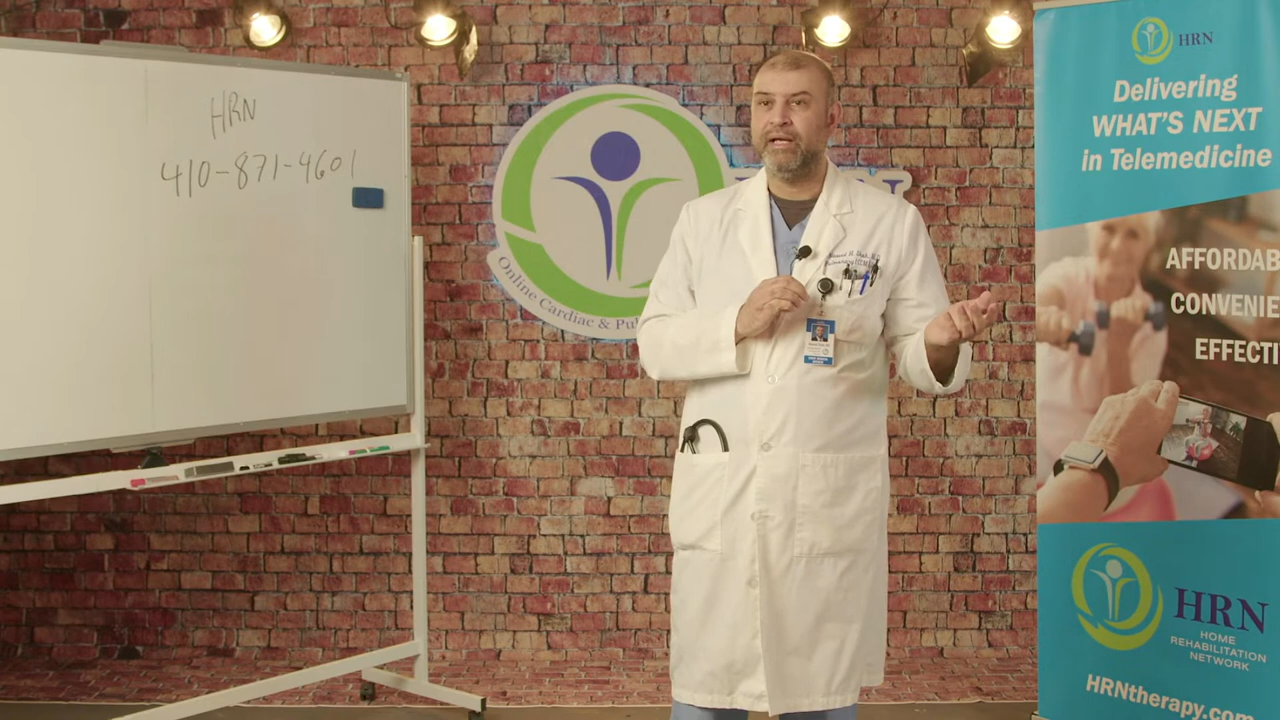 HRN
410-871-4601
Online Cardiac &
HRN
Delivering
WHAT'S NEXT
in Telemedicine
AFFORDAB
CONVENIE
EFFECTI
HRN
HOME
REHABILITATION
NETWORK
HRNtherapy.com